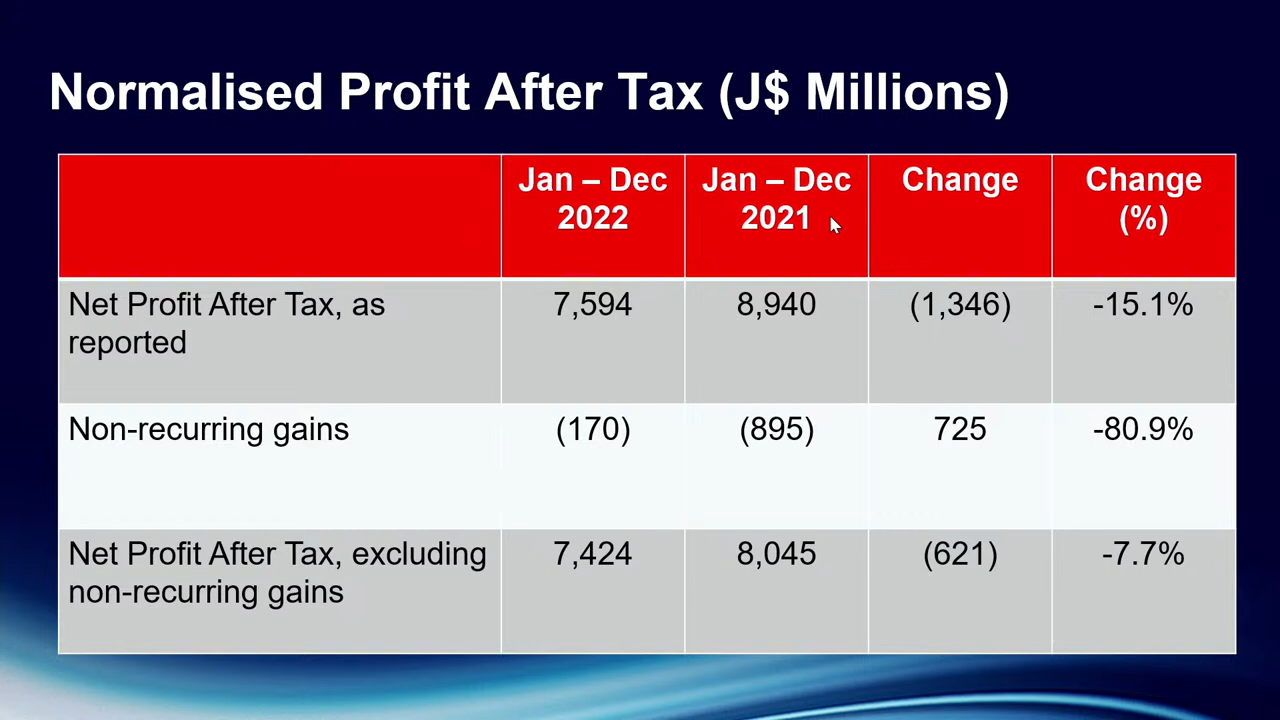 Normalised Profit After Tax (J$ Millions)
Jan – Dec 2022
Jan – Dec 2021
Change
Change (%)
Net Profit After Tax, as reported
7,594
8,940
(1,346)
-15.1%
Non-recurring gains
(170)
(895)
725
-80.9%
Net Profit After Tax, excluding non-recurring gains
7,424
8,045
(621)
-7.7%